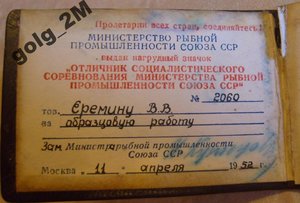 golg_2M
Пролетарии всех стран, соединяйтесь!
МИНИСТЕРСТВО РЫБНОЙ
ПРОМЫШЛЕННОСТИ СОЮЗА ССР
выдан нагрудный значок
"ОТЛИЧНИК СОЦИАЛИСТИЧЕСКОГО
СОРЕВНОВАНИЯ МИНИСТЕРСТВА РЫБНОЙ
ПРОМЫШЛЕННОСТИ СОЮЗА ССР"
№ 2060
тов. Еремину В.В.
за образцовую работу
Зам. Министра рыбной промышленности
Союза ССР
Москва „ 11 " апреля 1952 г.